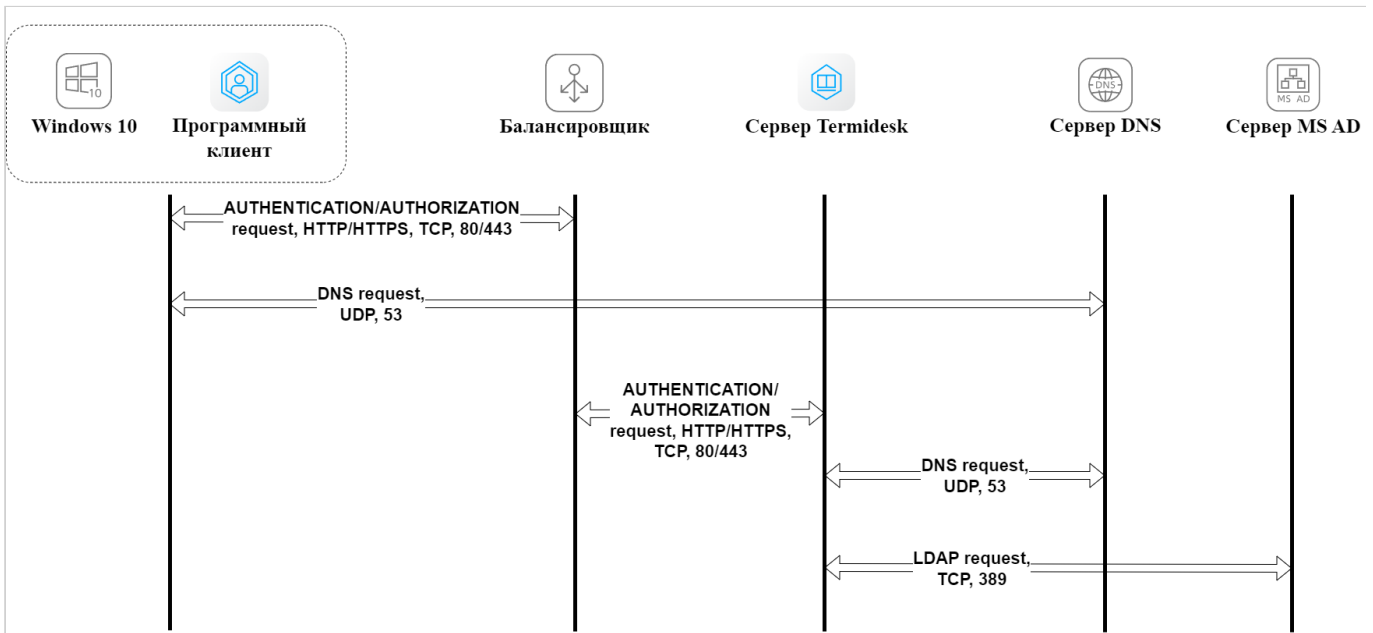 10
DNS
MS AD
Windows 10
Программный
клиент
Балансировщик
Сервер Termidesk
Сервер DNS
Сервер MS AD
AUTHENTICATION/AUTHORIZATION
request, HTTP/HTTPS, TCP, 80/443
DNS request,
UDP, 53
AUTHENTICATION/
AUTHORIZATION
request, HTTP/HTTPS,
TCP, 80/443
DNS request,
UDP, 53
LDAP request,
TCP, 389